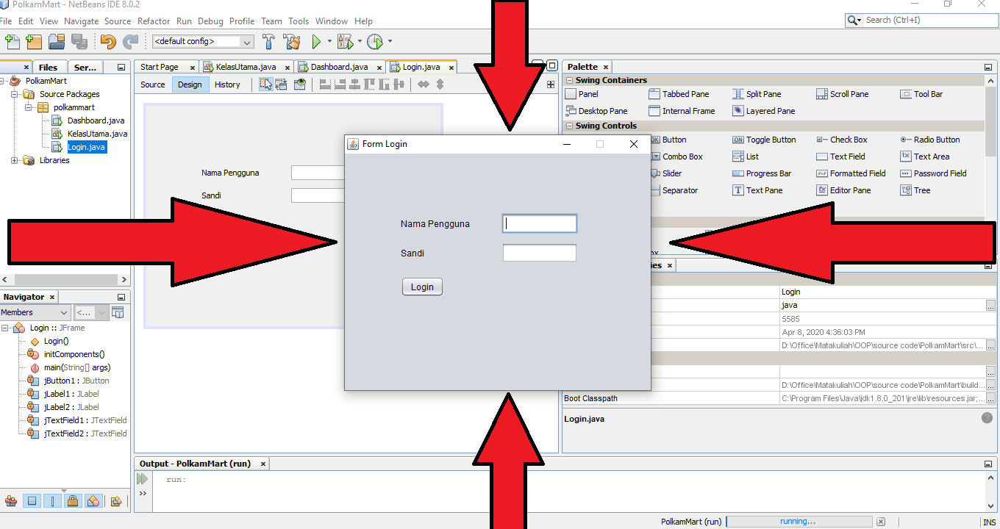 PolkamMart - NetBeans IDE 8.0.2
File Edit View Navigate Source Refactor Run Debug Profile Team Tools Window Help
Search (Ctrl+I)
<default config>
Files Ser...
PolkamMart
Source Packages
polkammart
Dashboard.java
KelasUtama.java
Login.java
Libraries
Start Page KelasUtama.java Dashboard.java Login.java
Source Design History
Nama Pengguna
Sandi
Form Login
Nama Pengguna
Sandi
Login
Palette
Swing Containers
Panel Tabbed Pane Split Pane Scroll Pane Tool Bar
Desktop Pane Internal Frame Layered Pane
Swing Controls
Button Toggle Button Check Box Radio Button
Combo Box List Text Field Text Area
Slider Progress Bar Formatted Field Password Field
Separator Text Pane Editor Pane Tree
Login
java
5585
Apr 8, 2020 4:36:03 PM
D:\Office\Matakuliah\OOP\source code\PolkamMart\src\...
D:\Office\Matakuliah\OOP\source code\PolkamMart\build...
Boot Classpath C:\Program Files\Java\jdk1.8.0_201\jre\lib\resources.jar;...
Login.java
Navigator
Members <...
Login :: JFrame
Login()
initComponents()
main(String[] args)
jButton1 : JButton
jLabel1 : JLabel
jLabel2 : JLabel
jTextField1 : JTextField
jTextField2 : JTextField
Output - PolkamMart (run)
run:
PolkamMart (run) running... INS